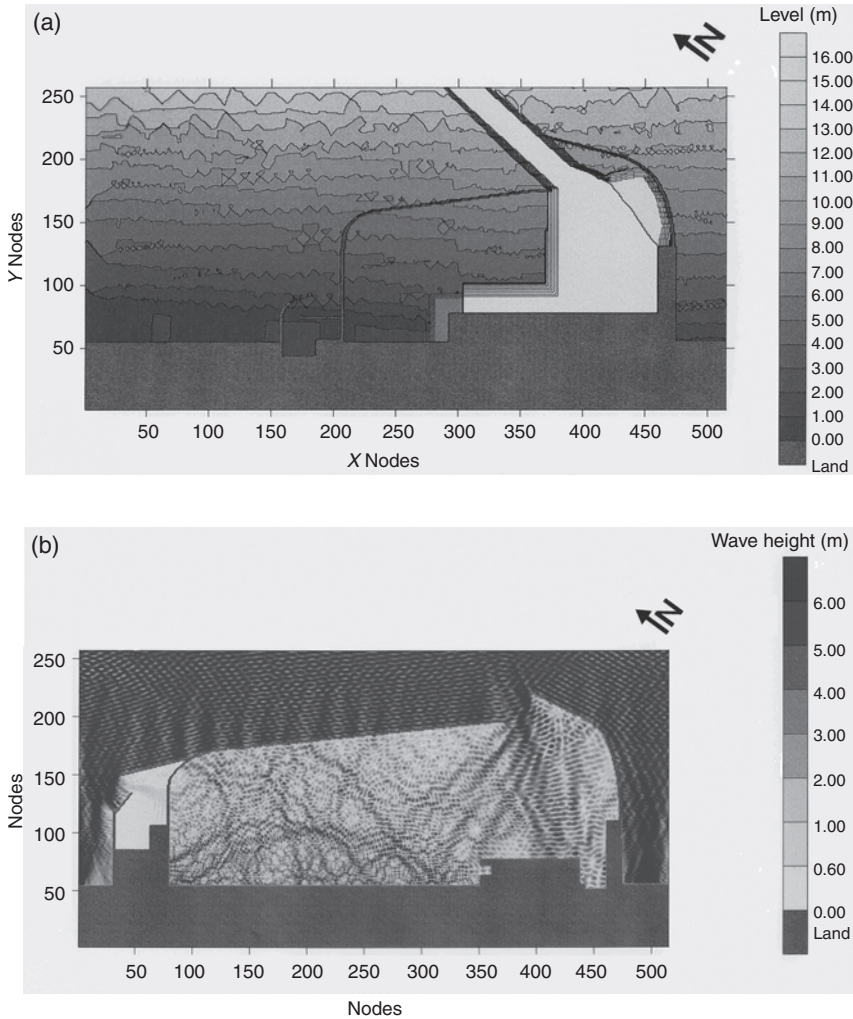 (a)
N
Level (m)
16.00
15.00
14.00
13.00
12.00
11.00
10.00
9.00
8.00
7.00
6.00
5.00
4.00
3.00
2.00
1.00
0.00
Land
250
200
150
100
50
Y Nodes
50 100 150 200 250 300 350 400 450 500
X Nodes
(b)
N
Wave height (m)
6.00
5.00
4.00
3.00
2.00
1.00
0.60
0.00
Land
250
200
150
100
50
Nodes
50 100 150 200 250 300 350 400 450 500
Nodes